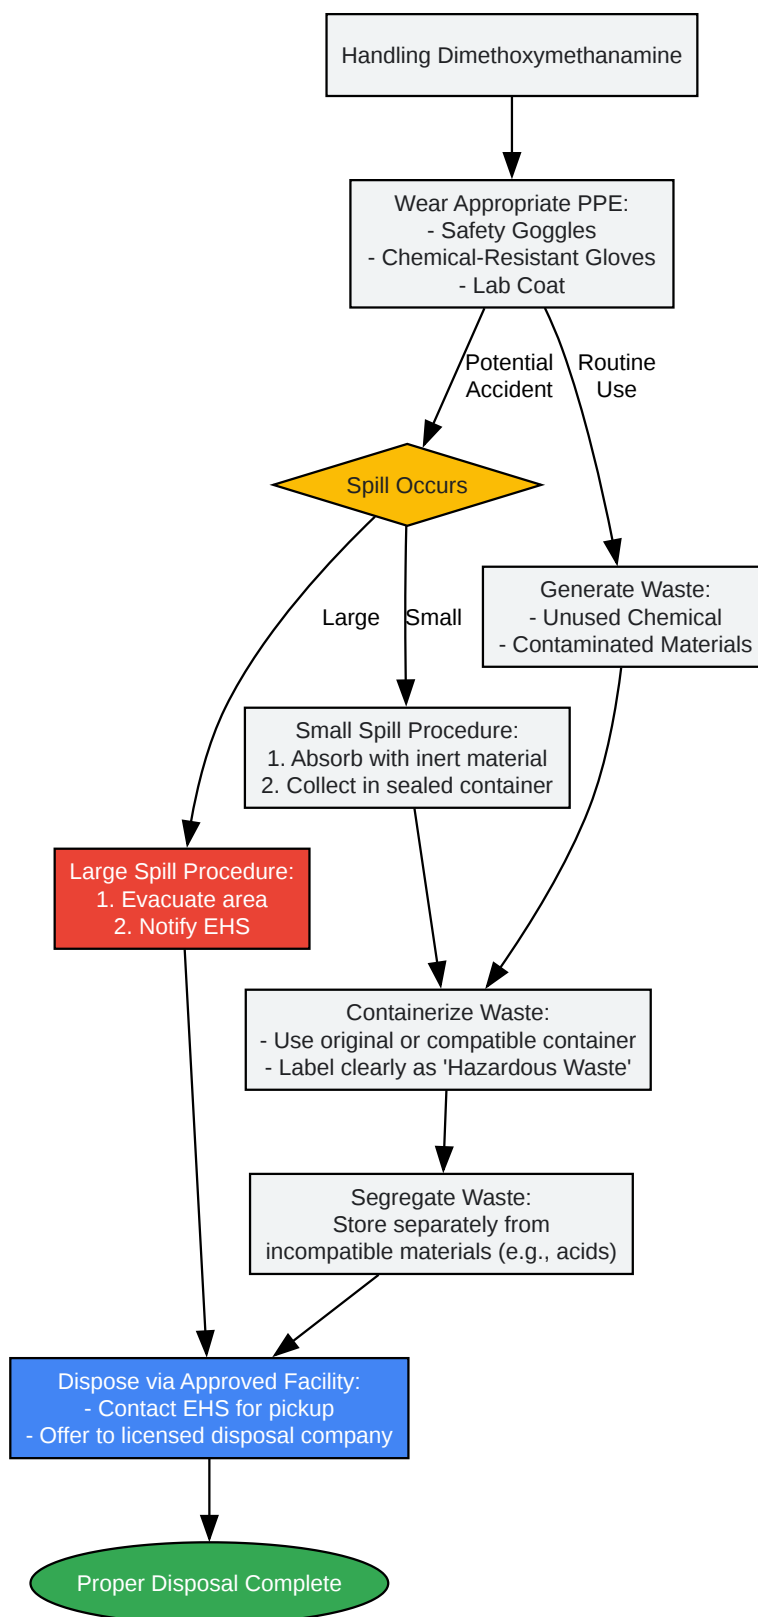 Handling Dimethoxymethanamine
Wear Appropriate PPE:
- Safety Goggles
- Chemical-Resistant Gloves
- Lab Coat
Potential
Accident
Routine
Use
Spill Occurs
Large
Small
Generate Waste:
- Unused Chemical
- Contaminated Materials
Small Spill Procedure:
1. Absorb with inert material
2. Collect in sealed container
Large Spill Procedure:
1. Evacuate area
2. Notify EHS
Containerize Waste:
- Use original or compatible container
- Label clearly as 'Hazardous Waste'
Segregate Waste:
Store separately from
incompatible materials (e.g., acids)
Dispose via Approved Facility:
- Contact EHS for pickup
- Offer to licensed disposal company
Proper Disposal Complete